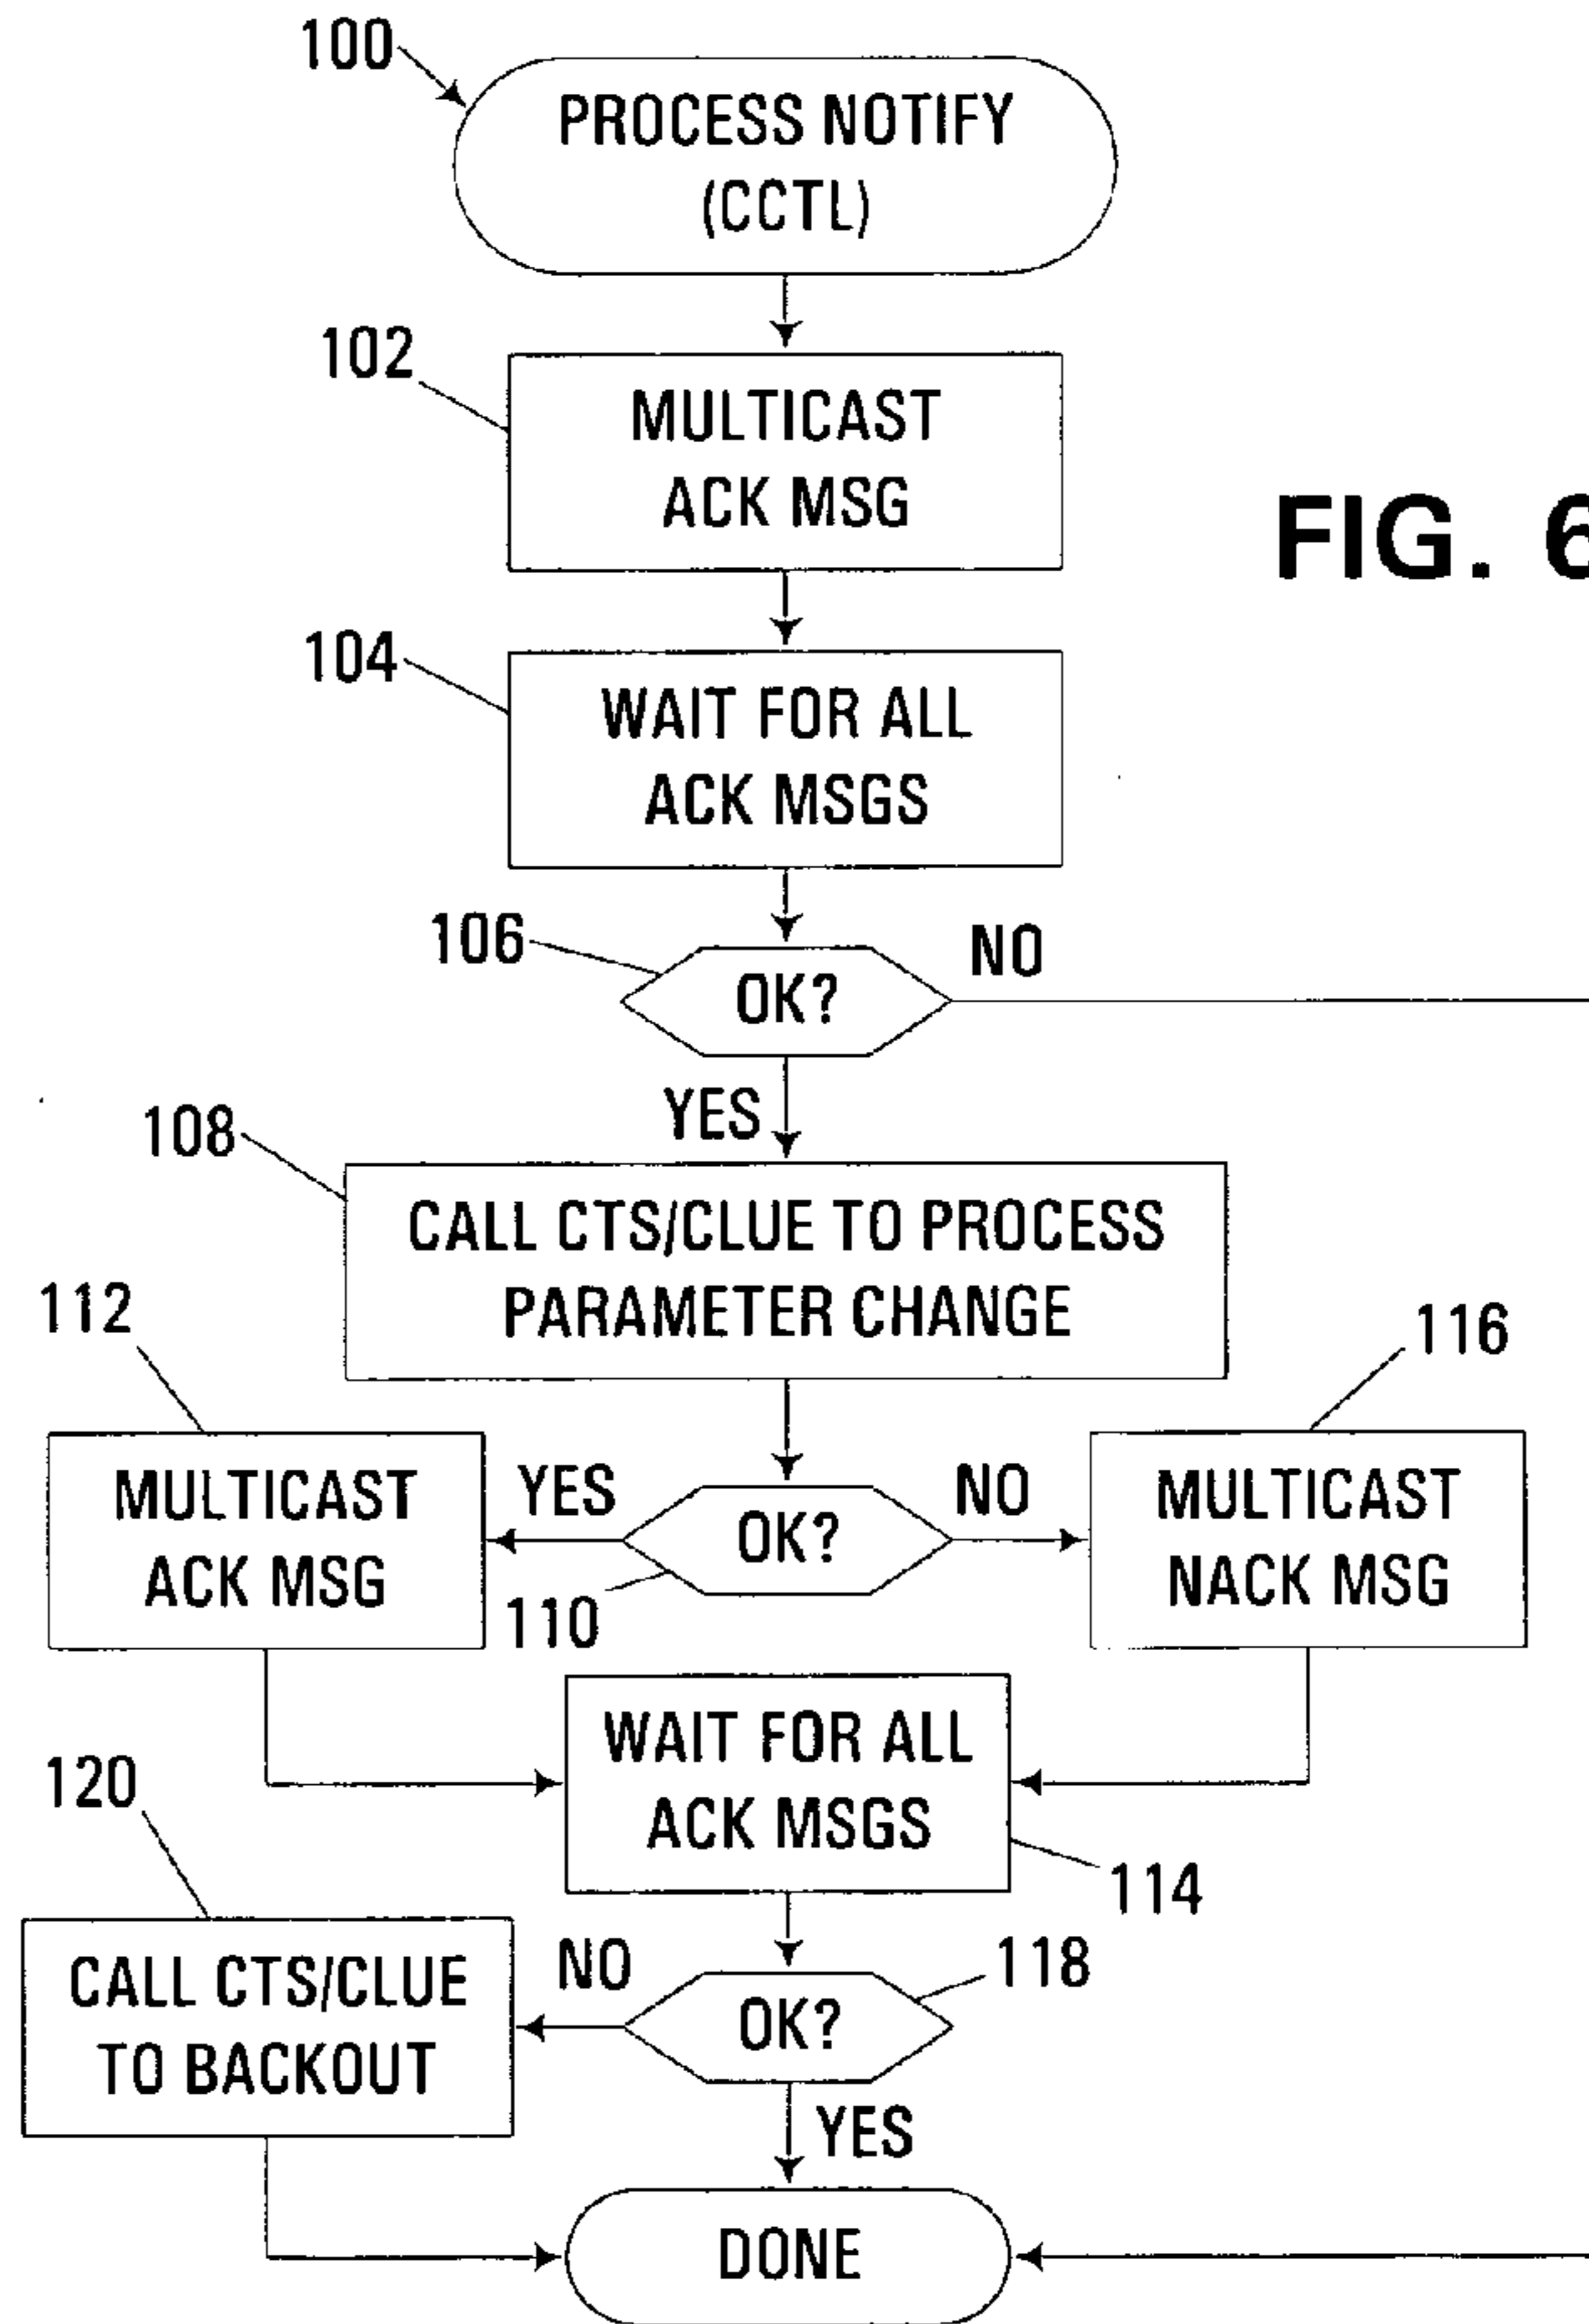 100
PROCESS NOTIFY
(CCTL)
102
MULTICAST
ACK MSG
FIG. 6
104
WAIT FOR ALL
ACK MSGS
106
OK?
NO
YES
108
CALL CTS/CLUE TO PROCESS
PARAMETER CHANGE
112
116
MULTICAST
ACK MSG
YES
OK?
NO
MULTICAST
NACK MSG
110
WAIT FOR ALL
ACK MSGS
114
120
CALL CTS/CLUE
TO BACKOUT
NO
OK?
118
YES
DONE